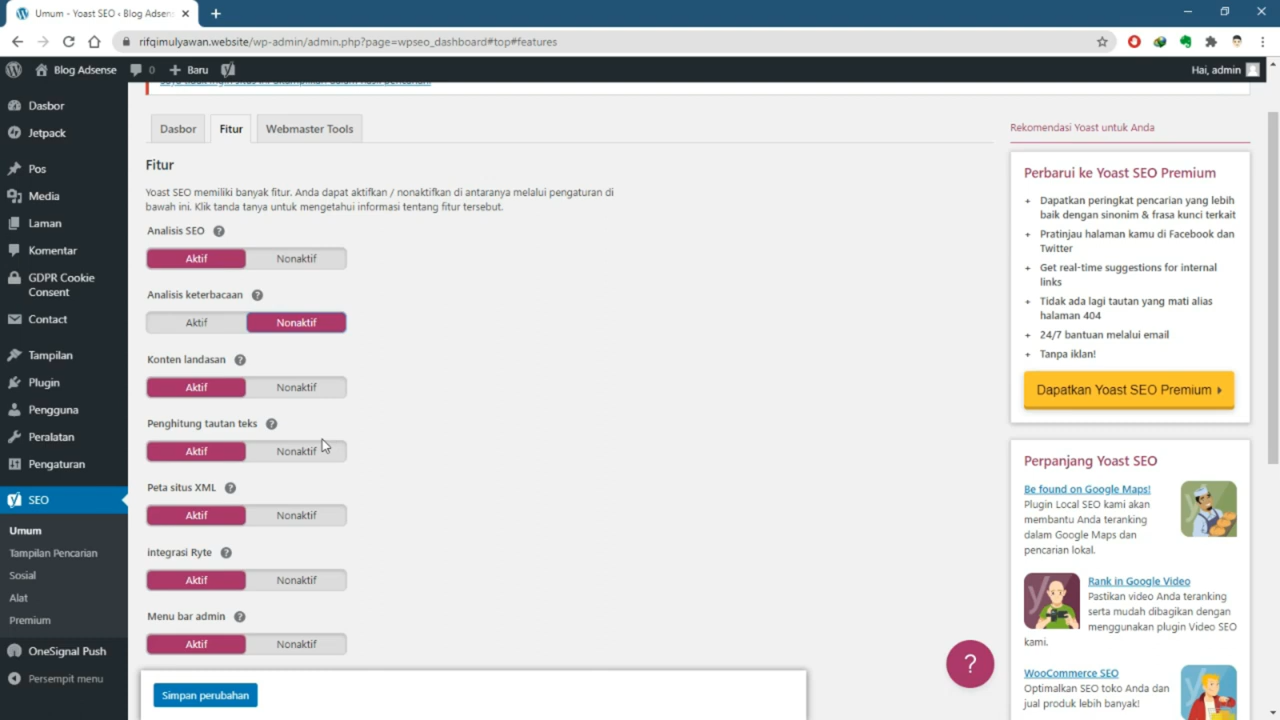 Umum - Yoast SEO ‹ Blog Adsens
rifqimulyawan.website/wp-admin/admin.php?page=wpseo_dashboard#top#features
Blog Adsense
0
Baru
Hai, admin
Dasbor
Jetpack
Pos
Media
Laman
Komentar
GDPR Cookie
Consent
Contact
Tampilan
Plugin
Pengguna
Peralatan
Pengaturan
SEO
Umum
Tampilan Pencarian
Sosial
Alat
Premium
OneSignal Push
Persempit menu
Dasbor
Fitur
Webmaster Tools
Fitur
Yoast SEO memiliki banyak fitur. Anda dapat aktifkan / nonaktifkan di antaranya melalui pengaturan di
bawah ini. Klik tanda tanya untuk mengetahui informasi tentang fitur tersebut.
Analisis SEO ?
Aktif Nonaktif
Analisis keterbacaan ?
Aktif Nonaktif
Konten landasan ?
Aktif Nonaktif
Penghitung tautan teks ?
Aktif Nonaktif
Peta situs XML ?
Aktif Nonaktif
integrasi Ryte ?
Aktif Nonaktif
Menu bar admin ?
Aktif Nonaktif
Simpan perubahan
Rekomendasi Yoast untuk Anda
Perbarui ke Yoast SEO Premium
+ Dapatkan peringkat pencarian yang lebih
baik dengan sinonim & frasa kunci terkait
+ Pratinjau halaman kamu di Facebook dan
Twitter
+ Get real-time suggestions for internal
links
+ Tidak ada lagi tautan yang mati alias
halaman 404
+ 24/7 bantuan melalui email
+ Tanpa iklan!
Dapatkan Yoast SEO Premium
Perpanjang Yoast SEO
Be found on Google Maps!
Plugin Local SEO kami akan
membantu Anda teranking
dalam Google Maps dan
pencarian lokal.
Rank in Google Video
Pastikan video Anda teranking
serta mudah dibagikan dengan
menggunakan plugin Video SEO
kami.
?
WooCommerce SEO
Optimalkan SEO toko Anda dan
jual produk lebih banyak!